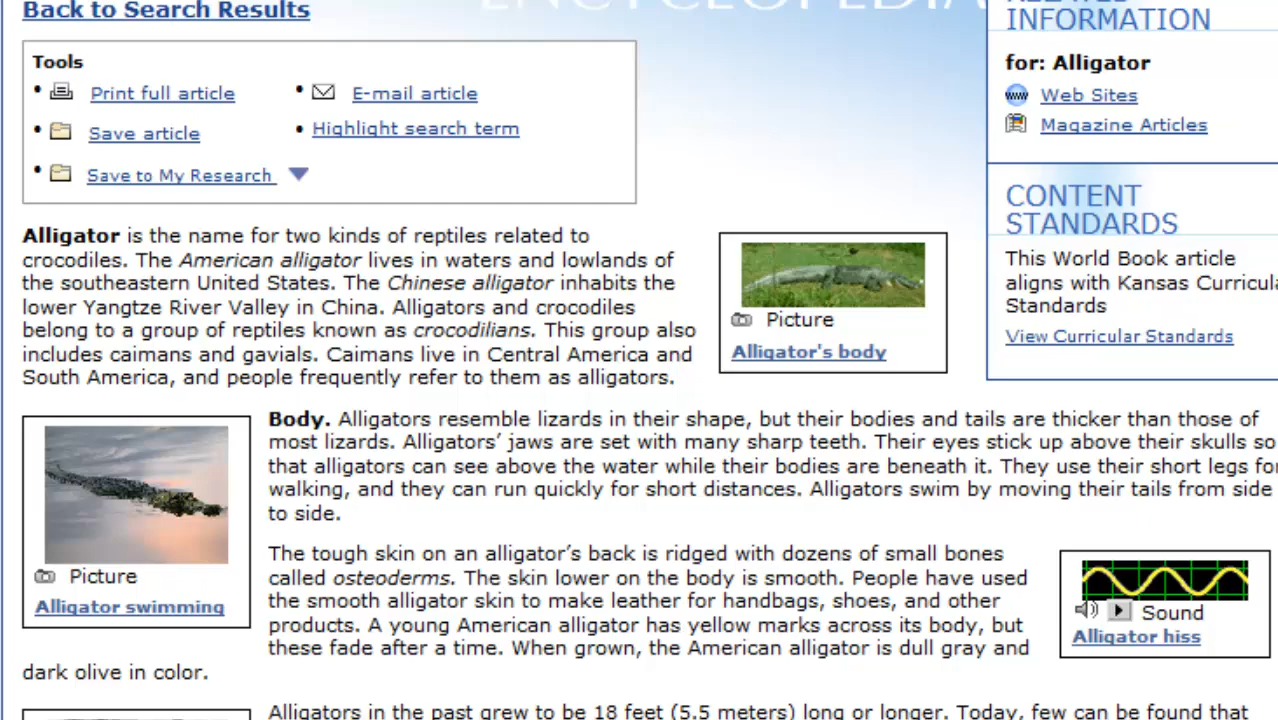 Back to Search Results
ENCYCLOPEDIA
Tools
• Print full article
• E-mail article
• Save article
• Highlight search term
• Save to My Research
Alligator is the name for two kinds of reptiles related to
crocodiles. The American alligator lives in waters and lowlands of
the southeastern United States. The Chinese alligator inhabits the
lower Yangtze River Valley in China. Alligators and crocodiles
belong to a group of reptiles known as crocodilians. This group also
includes caimans and gavials. Caimans live in Central America and
South America, and people frequently refer to them as alligators.
Picture
Alligator's body
RELATED
INFORMATION
for: Alligator
www
Web Sites
Magazine Articles
CONTENT
STANDARDS
This World Book article
aligns with Kansas Curricula
Standards
View Curricular Standards
Picture
Alligator swimming
Body. Alligators resemble lizards in their shape, but their bodies and tails are thicker than those of
most lizards. Alligators’ jaws are set with many sharp teeth. Their eyes stick up above their skulls so
that alligators can see above the water while their bodies are beneath it. They use their short legs for
walking, and they can run quickly for short distances. Alligators swim by moving their tails from side
to side.
The tough skin on an alligator’s back is ridged with dozens of small bones
called osteoderms. The skin lower on the body is smooth. People have used
the smooth alligator skin to make leather for handbags, shoes, and other
products. A young American alligator has yellow marks across its body, but
these fade after a time. When grown, the American alligator is dull gray and
dark olive in color.
Sound
Alligator hiss
Alligators in the past grew to be 18 feet (5.5 meters) long or longer. Today, few can be found that